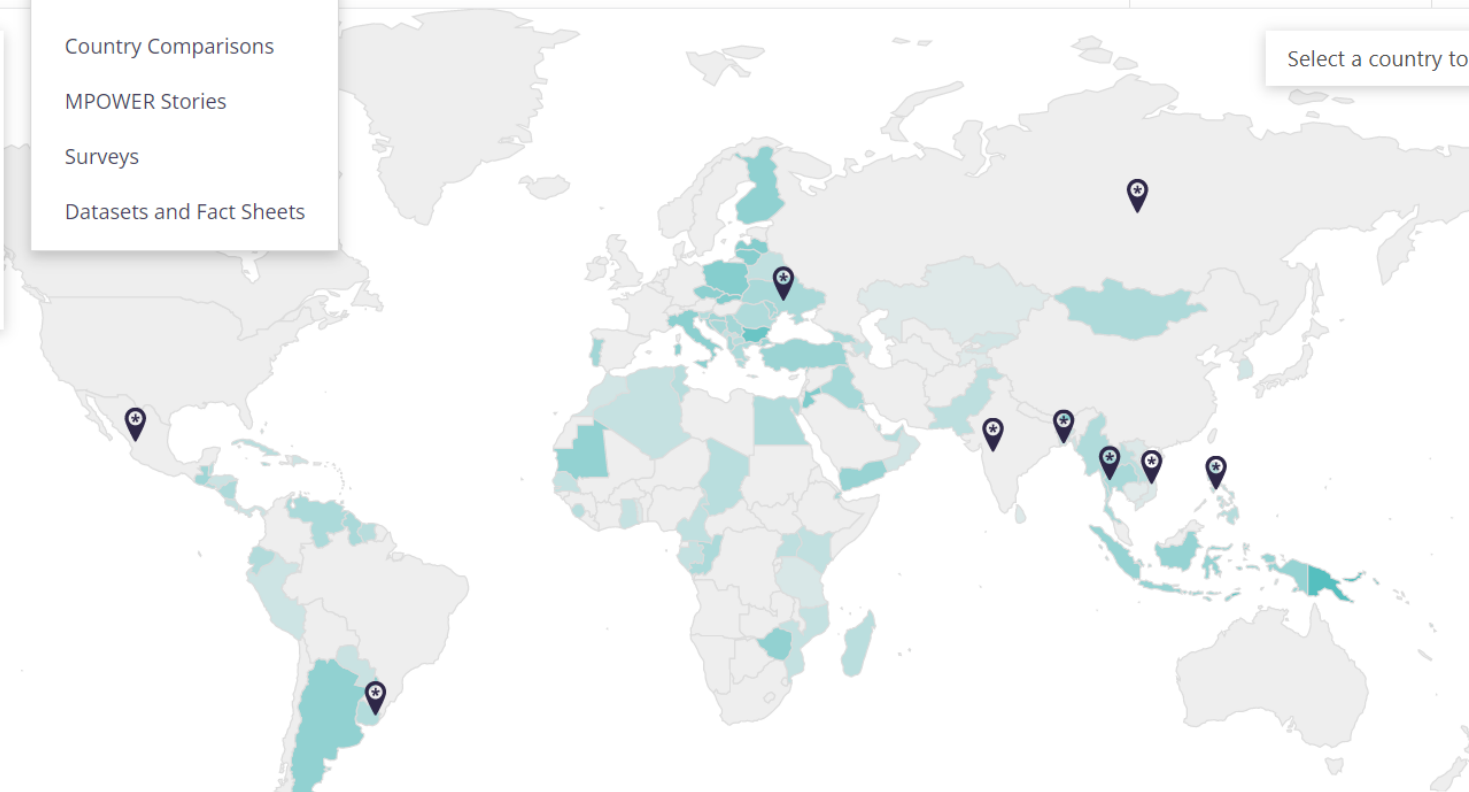 Country Comparisons
MPOWER Stories
Surveys
Datasets and Fact Sheets
Select a country to